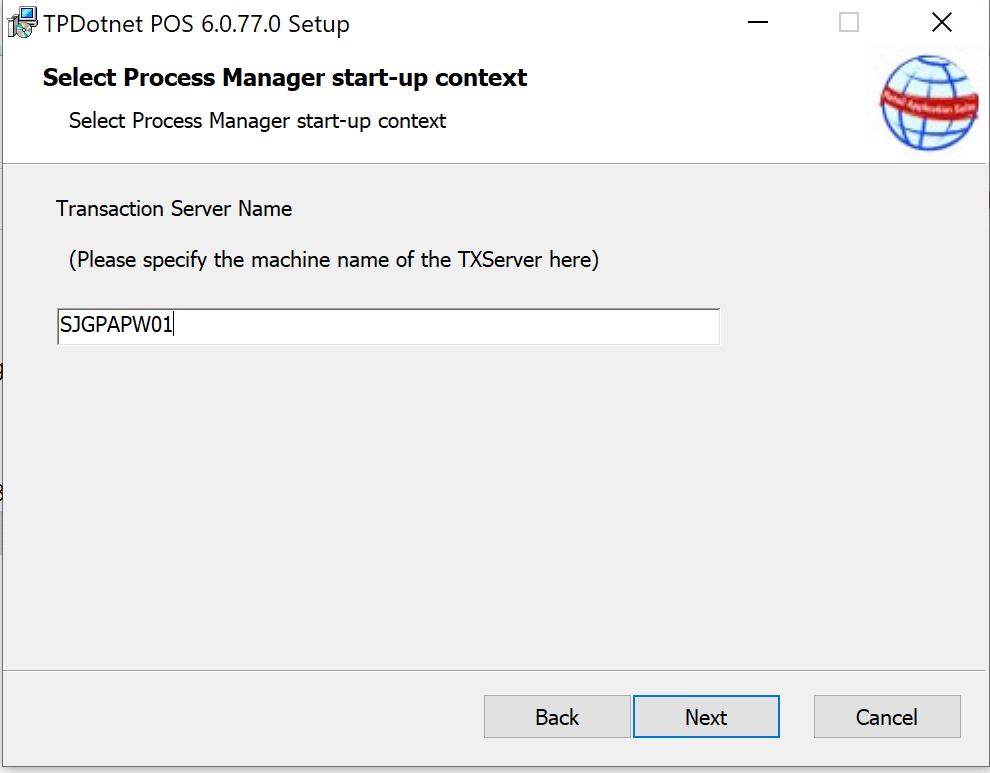 TPDotnet POS 6.0.77.0 Setup
Select Process Manager start-up context
Select Process Manager start-up context
Retail Application Suite
Transaction Server Name
(Please specify the machine name of the TXServer here)
SJGPAPW01
Back
Next
Cancel